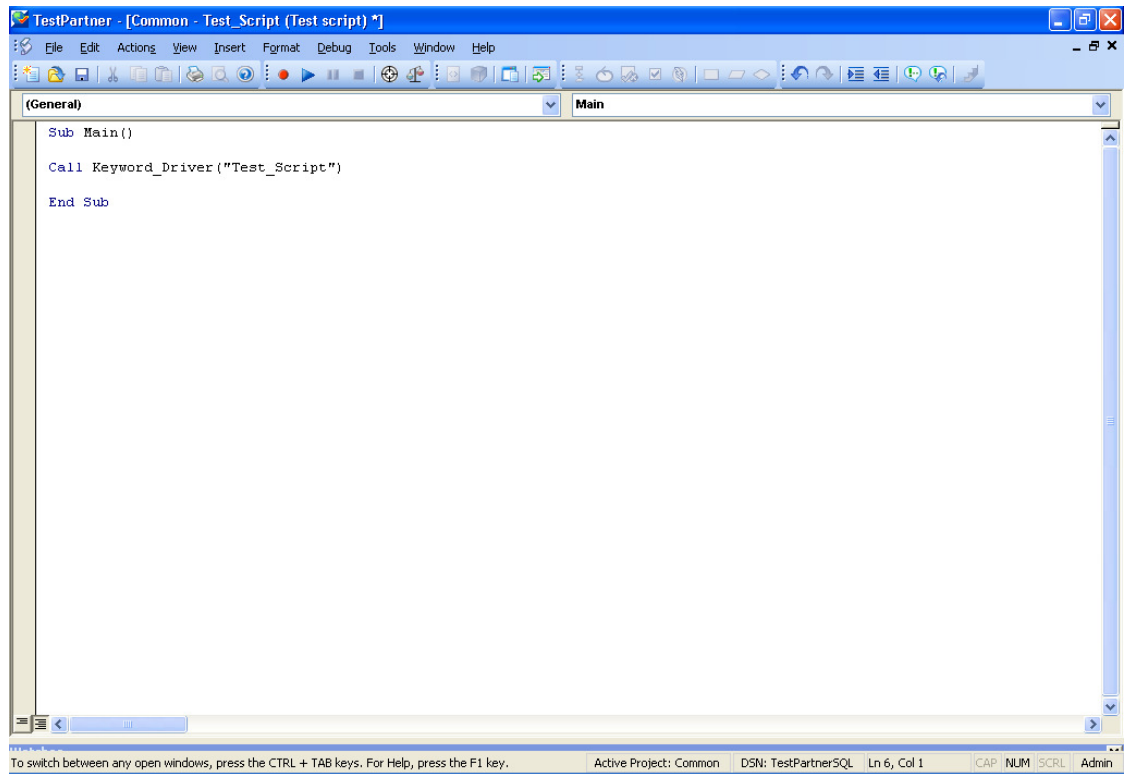 TestPartner - [Common - Test_Script (Test script) *]
File Edit Actions View Insert Format Debug Tools Window Help
(General) Main
Sub Main()
Call Keyword_Driver("Test_Script")
End Sub
To switch between any open windows, press the CTRL + TAB keys. For Help, press the F1 key. Active Project: Common DSN: TestPartnerSQL Ln 6, Col 1 CAP NUM SCRL Admin